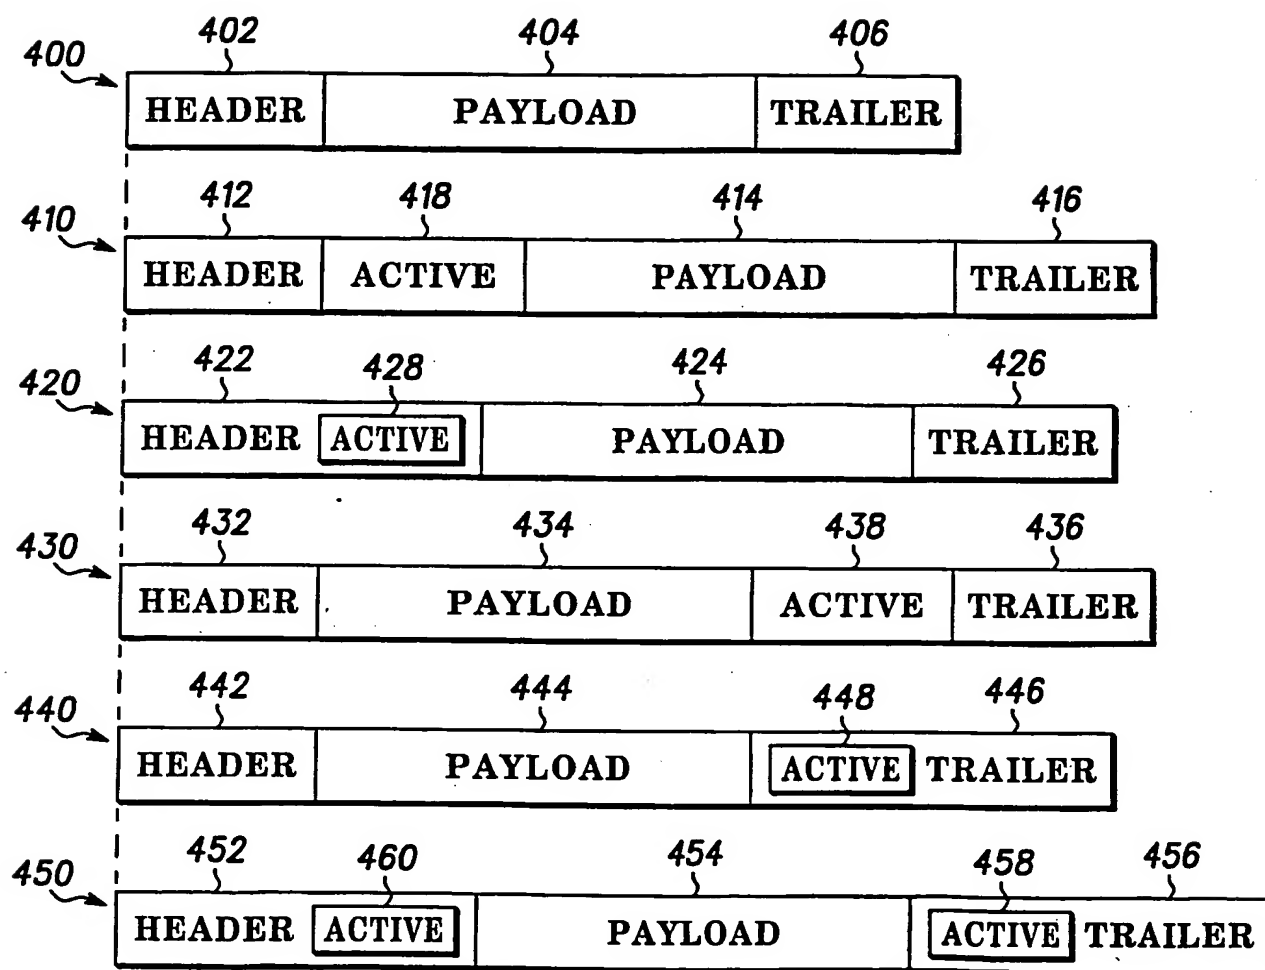 402 404 406
400
HEADER PAYLOAD TRAILER
412 418 414 416
410
HEADER ACTIVE PAYLOAD TRAILER
422 428 424 426
420
HEADER ACTIVE PAYLOAD TRAILER
432 434 438 436
430
HEADER PAYLOAD ACTIVE TRAILER
442 444 448 446
440
HEADER PAYLOAD ACTIVE TRAILER
452 460 454 458 456
450
HEADER ACTIVE PAYLOAD ACTIVE TRAILER